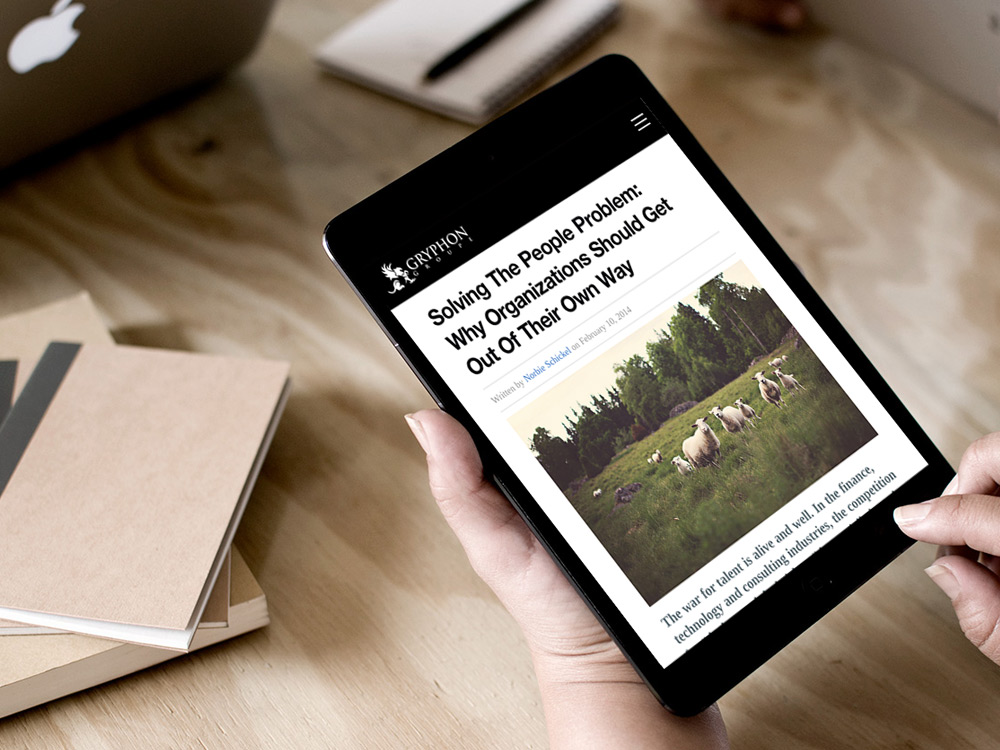 GRYPHON
GROUPE
Solving The People Problem:
Why Organizations Should Get
Out Of Their Own Way
Written by Norbie Schickel on February 10, 2014
The war for talent is alive and well. In the finance,
technology and consulting industries, the competition